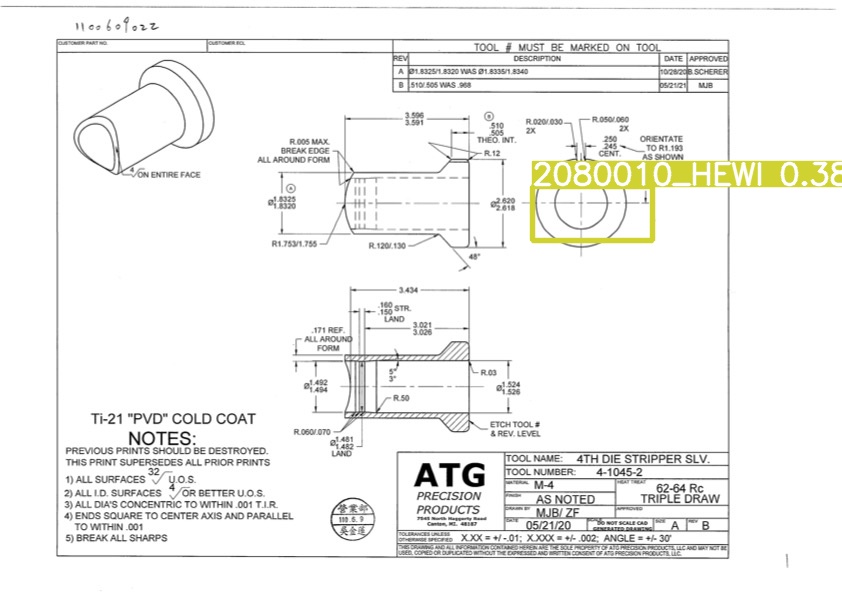 1100609022
CUSTOMER PART NO.
CUSTOMER ECL
TOOL # MUST BE MARKED ON TOOL
REV DESCRIPTION DATE APPROVED
A Ø1.8325/1.8320 WAS Ø1.8335/1.8340 10/28/20 B.SCHERER
B .510/.505 WAS .968 05/21/21 MJB
4 ON ENTIRE FACE
3.596
3.591
B
.510
.505
THEO. INT.
R.12
R.005 MAX.
BREAK EDGE
ALL AROUND FORM
A
Ø1.8325
1.8320
R1.753/1.755
R.120/.130
48°
Ø2.620
2.618
R.020/.030
2X
R.050/.060
2X
.250
.245
CENT.
ORIENTATE
TO R1.193
AS SHOWN
2080010_HEWI 0.38
3.434
.160 STR.
.150
LAND
3.021
3.026
.171 REF.
ALL AROUND
FORM
5°
3°
R.03
Ø1.492
1.494
R.50
Ø1.524
1.526
R.060/.070
Ø1.481
1.482
LAND
ETCH TOOL #
& REV. LEVEL
Ti-21 "PVD" COLD COAT
NOTES:
PREVIOUS PRINTS SHOULD BE DESTROYED.
THIS PRINT SUPERSEDES ALL PRIOR PRINTS
1) ALL SURFACES 32 U.O.S.
2) ALL I.D. SURFACES 4 OR BETTER U.O.S.
3) ALL DIA'S CONCENTRIC TO WITHIN .001 T.I.R.
4) ENDS SQUARE TO CENTER AXIS AND PARALLEL
TO WITHIN .001
5) BREAK ALL SHARPS
營業部
110.6.9
吳金蓮
ATG
PRECISION
PRODUCTS
7545 North Haggerty Road
Canton, MI. 48187
TOOL NAME: 4TH DIE STRIPPER SLV.
TOOL NUMBER: 4-1045-2
MATERIAL M-4
HEAT TREAT 62-64 Rc
TRIPLE DRAW
FINISH AS NOTED
DRAWN BY MJB/ ZF
APPROVED
DATE 05/21/20
SCALE DO NOT SCALE CAD
GENERATED DRAWING
SIZE A
REV B
TOLERANCES UNLESS
OTHERWISE SPECIFIED X.XX = +/-.01; X.XXX = +/- .002; ANGLE = +/- 30'
THIS DRAWING AND ALL INFORMATION CONTAINED HEREIN ARE THE SOLE PROPERTY OF ATG PRECISION PRODUCTS, LLC AND MAY NOT BE
USED, COPIED OR DUPLICATED WITHOUT THE EXPRESSED AND WRITTEN CONSENT OF ATG PRECISION PRODUCTS, LLC.